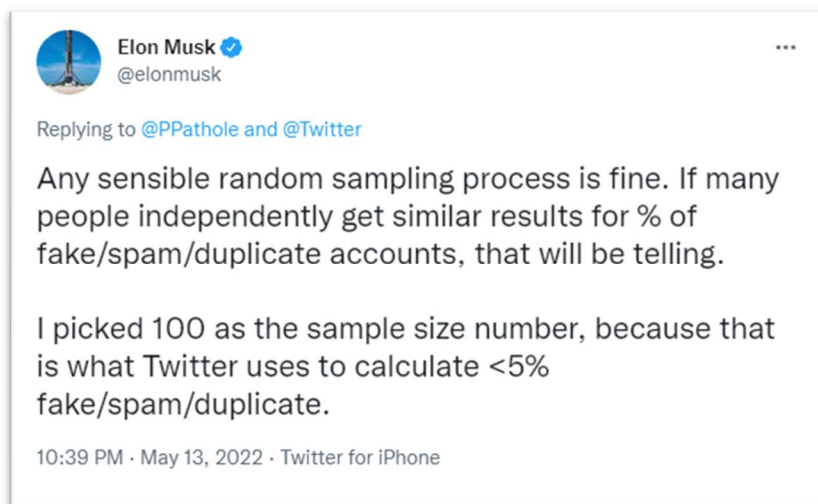 Elon Musk
@elonmusk
Replying to @PPathole and @Twitter
Any sensible random sampling process is fine. If many
people independently get similar results for % of
fake/spam/duplicate accounts, that will be telling.
I picked 100 as the sample size number, because that
is what Twitter uses to calculate <5%
fake/spam/duplicate.
10:39 PM · May 13, 2022 · Twitter for iPhone